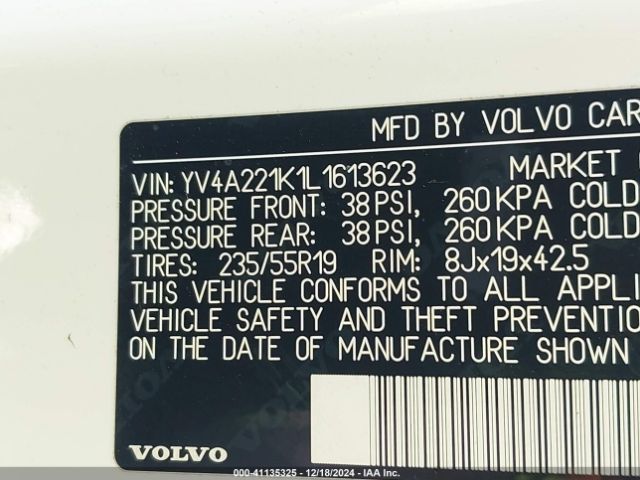 MFD BY VOLVO CAR
VIN: YV4A221K1L1613623 MARKET
PRESSURE FRONT: 38 PSI, 260 KPA COLD
PRESSURE REAR: 38 PSI, 260 KPA COLD
TIRES: 235/55R19 RIM: 8Jx19x42.5
THIS VEHICLE CONFORMS TO ALL APPLI
VEHICLE SAFETY AND THEFT PREVENTIO
ON THE DATE OF MANUFACTURE SHOWN
VOLVO
000-41135325 - 12/18/2024 - IAA Inc.